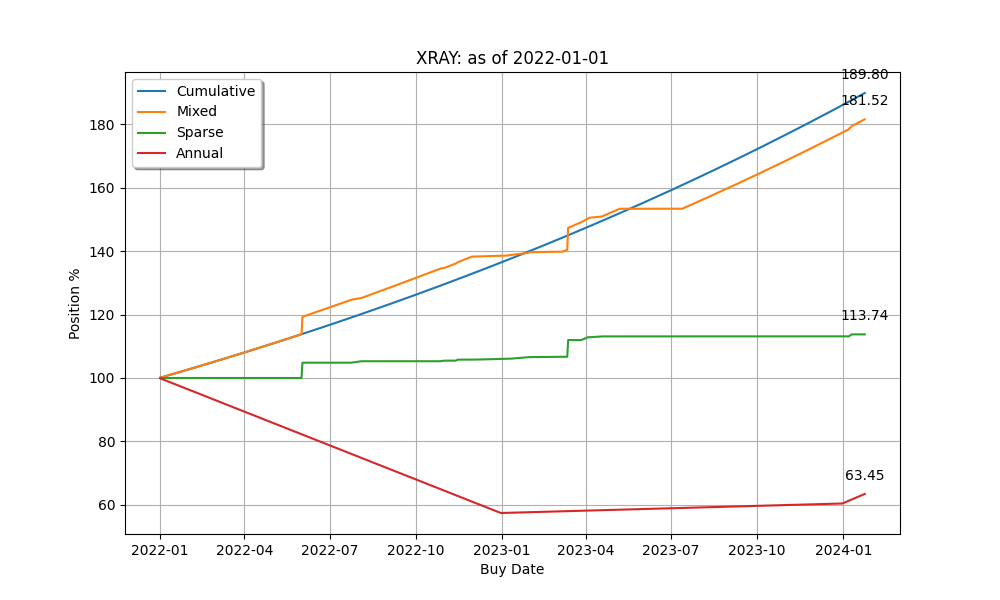 XRAY: as of 2022-01-01
Cumulative
Mixed
Sparse
Annual
189.80
181.52
113.74
63.45
180
160
140
120
100
80
60
Position %
2022-01 2022-04 2022-07 2022-10 2023-01 2023-04 2023-07 2023-10 2024-01
Buy Date